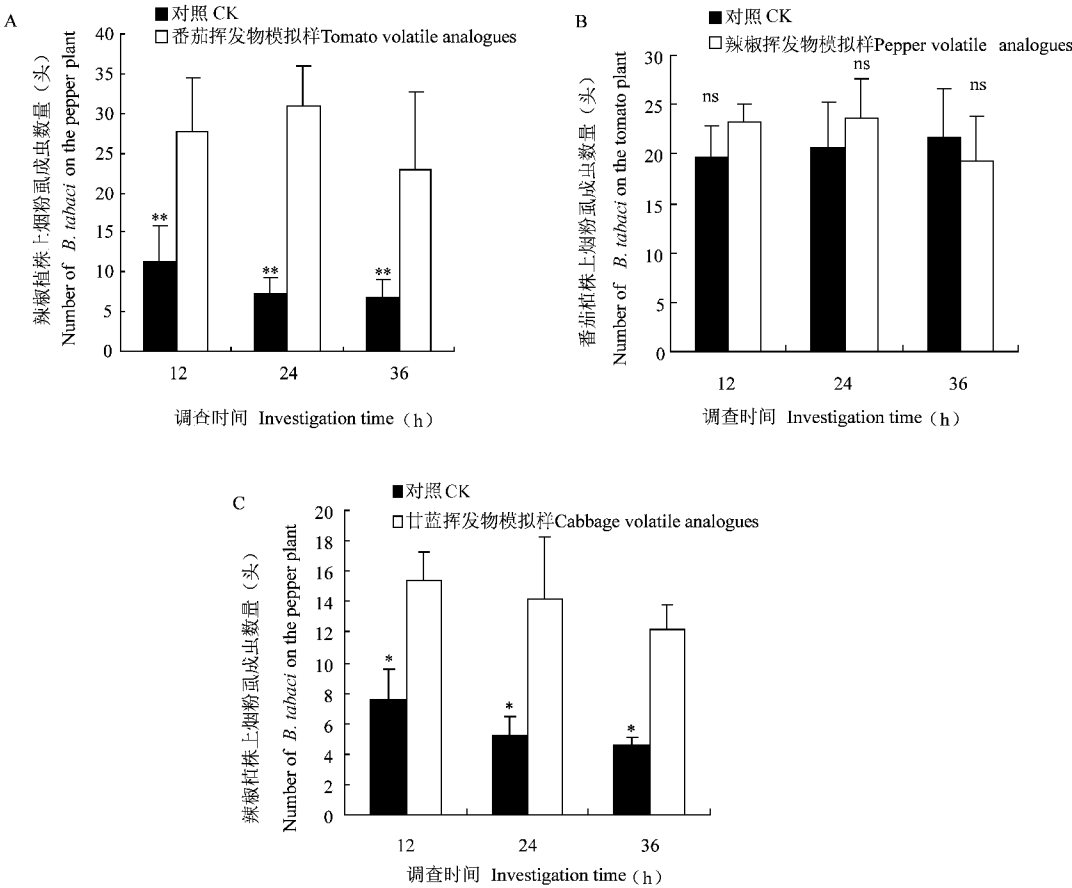 A
■对照 CK
□番茄挥发物模拟样Tomato volatile analogues
辣椒植株上烟粉虱成虫数量（头）
Number of B. tabaci on the pepper plant
40
35
30
25
20
15
10
5
0
**
**
**
12 24 36
调查时间 Investigation time（h）
B
■对照 CK
□辣椒挥发物模拟样Pepper volatile analogues
番茄植株上烟粉虱成虫数量（头）
Number of B. tabaci on the tomato plant
30
25
20
15
10
5
0
ns
ns
ns
12 24 36
调查时间 Investigation time（h）
C
■对照 CK
□甘蓝挥发物模拟样Cabbage volatile analogues
辣椒植株上烟粉虱成虫数量（头）
Number of B. tabaci on the pepper plant
20
18
16
14
12
10
8
6
4
2
0
*
*
*
12 24 36
调查时间 Investigation time（h）